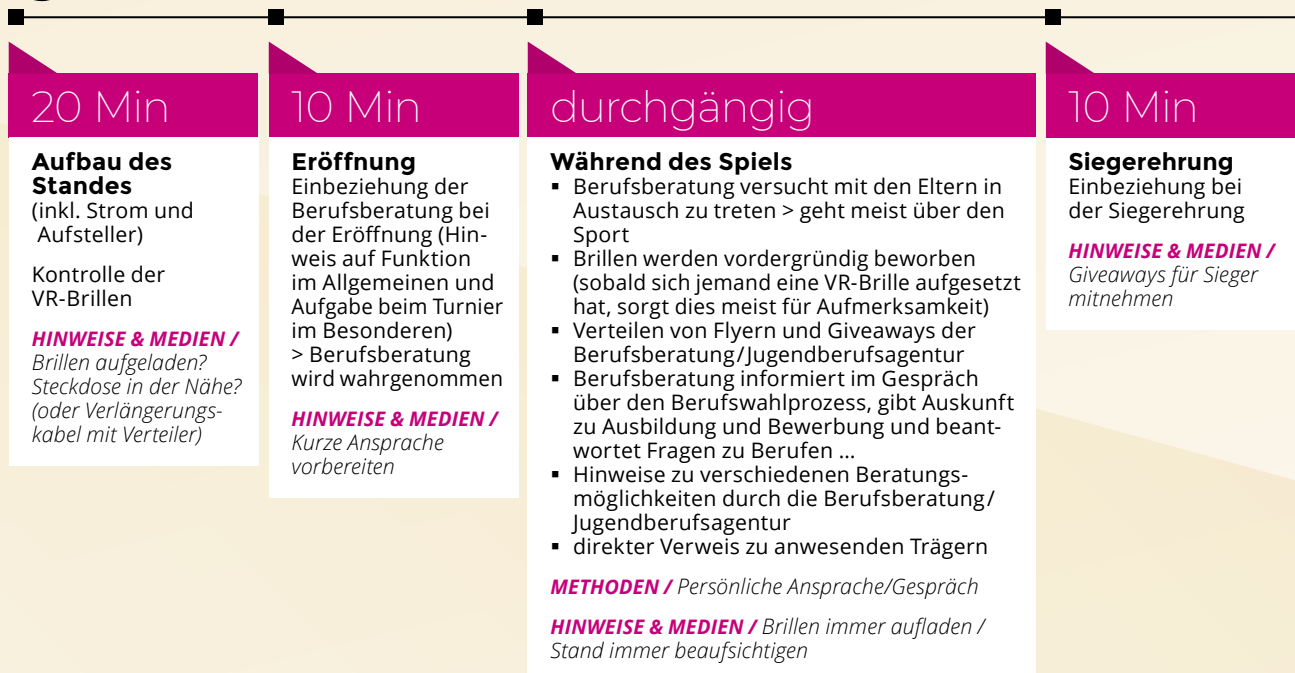 20 Min
Aufbau des
Standes
(inkl. Strom und
Aufsteller)
Kontrolle der
VR-Brillen
HINWEISE & MEDIEN /
Brillen aufgeladen?
Steckdose in der Nähe?
(oder Verlängerungs-
kabel mit Verteiler)
10 Min
Eröffnung
Einbeziehung der
Berufsberatung bei
der Eröffnung (Hin-
weis auf Funktion
im Allgemeinen und
Aufgabe beim Turnier
im Besonderen)
> Berufsberatung
wird wahrgenommen
HINWEISE & MEDIEN /
Kurze Ansprache
vorbereiten
durchgängig
Während des Spiels
▪ Berufsberatung versucht mit den Eltern in
Austausch zu treten > geht meist über den
Sport
▪ Brillen werden vordergründig beworben
(sobald sich jemand eine VR-Brille aufgesetzt
hat, sorgt dies meist für Aufmerksamkeit)
▪ Verteilen von Flyern und Giveaways der
Berufsberatung/Jugendberufsagentur
▪ Berufsberatung informiert im Gespräch
über den Berufswahlprozess, gibt Auskunft
zu Ausbildung und Bewerbung und beant-
wortet Fragen zu Berufen ...
▪ Hinweise zu verschiedenen Beratungs-
möglichkeiten durch die Berufsberatung/
Jugendberufsagentur
▪ direkter Verweis zu anwesenden Trägern
METHODEN / Persönliche Ansprache/Gespräch
HINWEISE & MEDIEN / Brillen immer aufladen /
Stand immer beaufsichtigen
10 Min
Siegerehrung
Einbeziehung bei
der Siegerehrung
HINWEISE & MEDIEN /
Giveaways für Sieger
mitnehmen